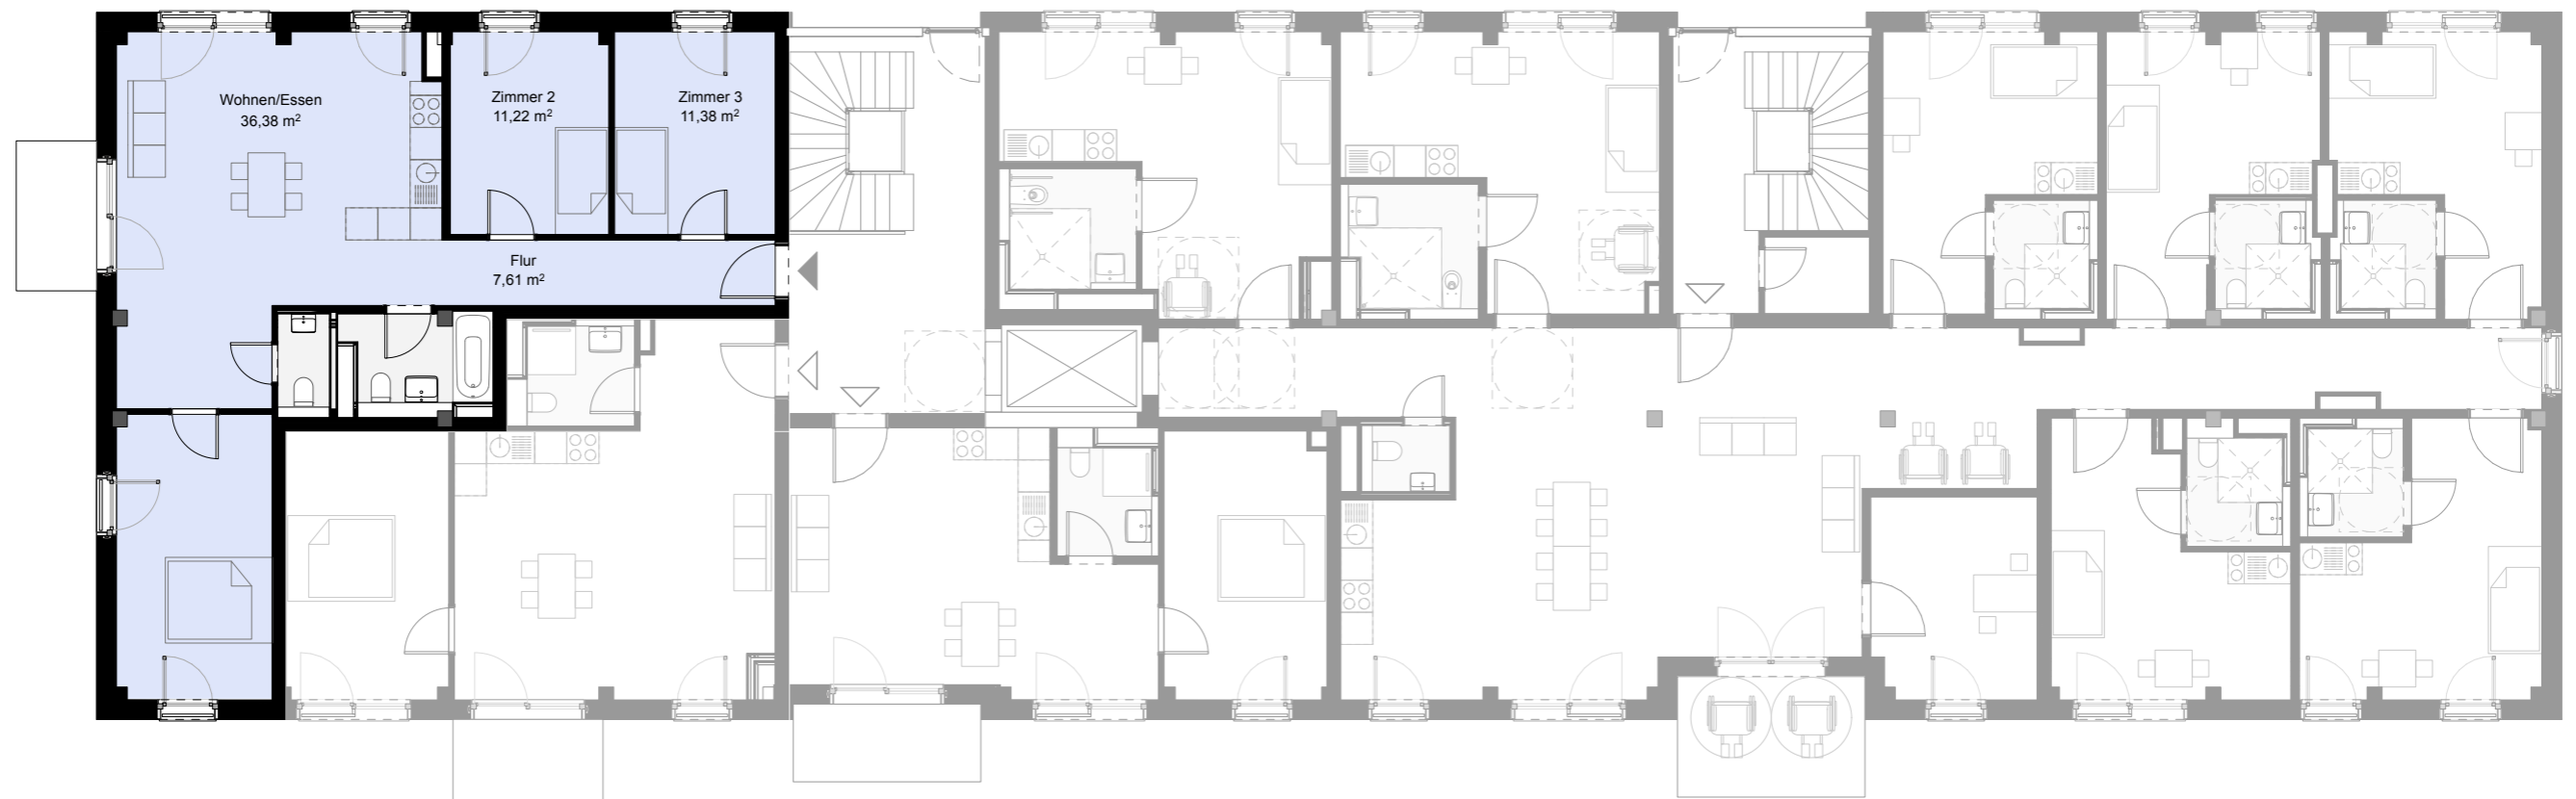 Wohnen/Essen
36,38 m²
Zimmer 2
11,22 m²
Zimmer 3
11,38 m²
Flur
7,61 m²